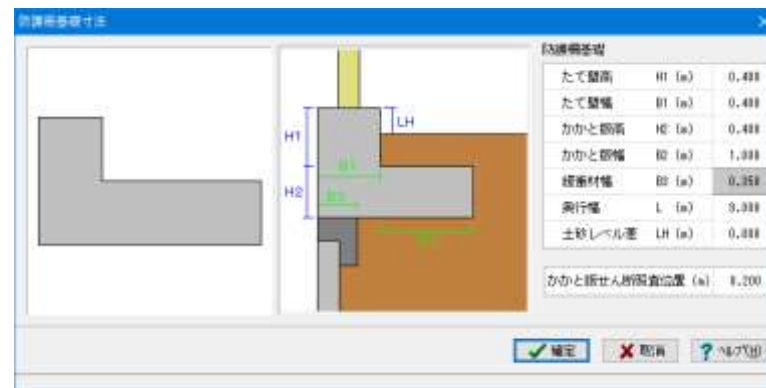 防護柵基礎寸法
防護柵基礎
たて壁高 H1 (m) 0.400
たて壁幅 B1 (m) 0.400
かかと版高 H2 (m) 0.400
かかと版幅 B2 (m) 1.000
緩衝材幅 B3 (m) 0.350
奥行幅 L (m)
土砂レベル差 LH (m) 0.000
かかと版せん断照査位置 (m) 0.200
H1
LH
B1
H2
B3
B2
確定
取消
ヘルプ(H)